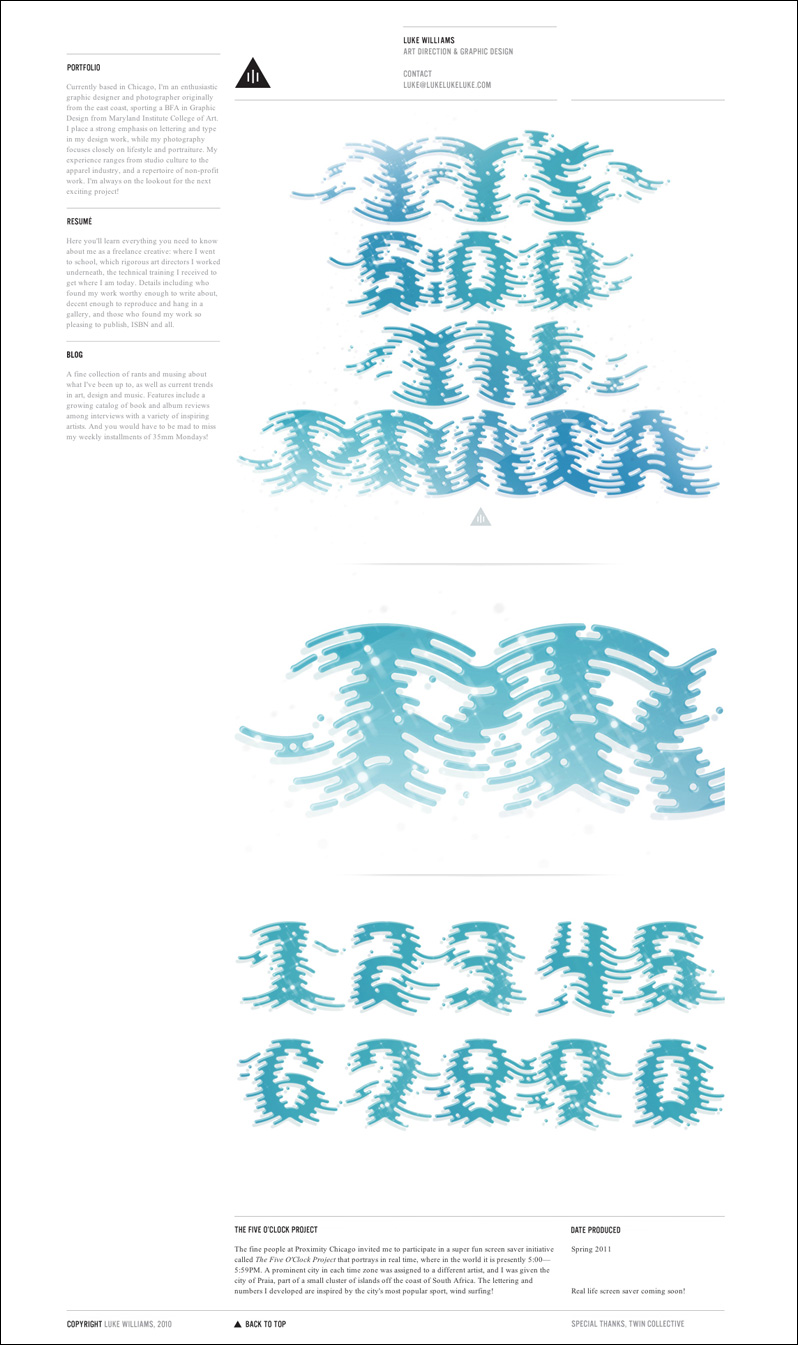 LUKE WILLIAMS
ART DIRECTION & GRAPHIC DESIGN
CONTACT
LUKE@LUKELUKELUKE.COM
PORTFOLIO
Currently based in Chicago, I'm an enthusiastic
graphic designer and photographer originally
from the east coast, sporting a BFA in Graphic
Design from Maryland Institute College of Art.
I place a strong emphasis on lettering and type
in my design work, while my photography
focuses closely on lifestyle and portraiture. My
experience ranges from studio culture to the
apparel industry, and a repertoire of non-profit
work. I'm always on the lookout for the next
exciting project!
RESUMÉ
Here you'll learn everything you need to know
about me as a freelance creative: where I went
to school, which rigorous art directors I worked
underneath, the technical training I received to
get where I am today. Details including who
found my work worthy enough to write about,
decent enough to reproduce and hang in a
gallery, and those who found my work so
pleasing to publish, ISBN and all.
BLOG
A fine collection of rants and musing about
what I've been up to, as well as current trends
in art, design and music. Features include a
growing catalog of book and album reviews
among interviews with a variety of inspiring
artists. And you would have to be mad to miss
my weekly installments of 35mm Mondays!
IT'S
5:00
IN
PRAIA
PR
1 2 3 4 5
6 7 8 9 0
THE FIVE O'CLOCK PROJECT
The fine people at Proximity Chicago invited me to participate in a super fun screen saver initiative
called The Five O'Clock Project that portrays in real time, where in the world it is presently 5:00—
5:59PM. A prominent city in each time zone was assigned to a different artist, and I was given the
city of Praia, part of a small cluster of islands off the coast of South Africa. The lettering and
numbers I developed are inspired by the city's most popular sport, wind surfing!
DATE PRODUCED
Spring 2011
Real life screen saver coming soon!
COPYRIGHT LUKE WILLIAMS, 2010
BACK TO TOP
SPECIAL THANKS, TWIN COLLECTIVE